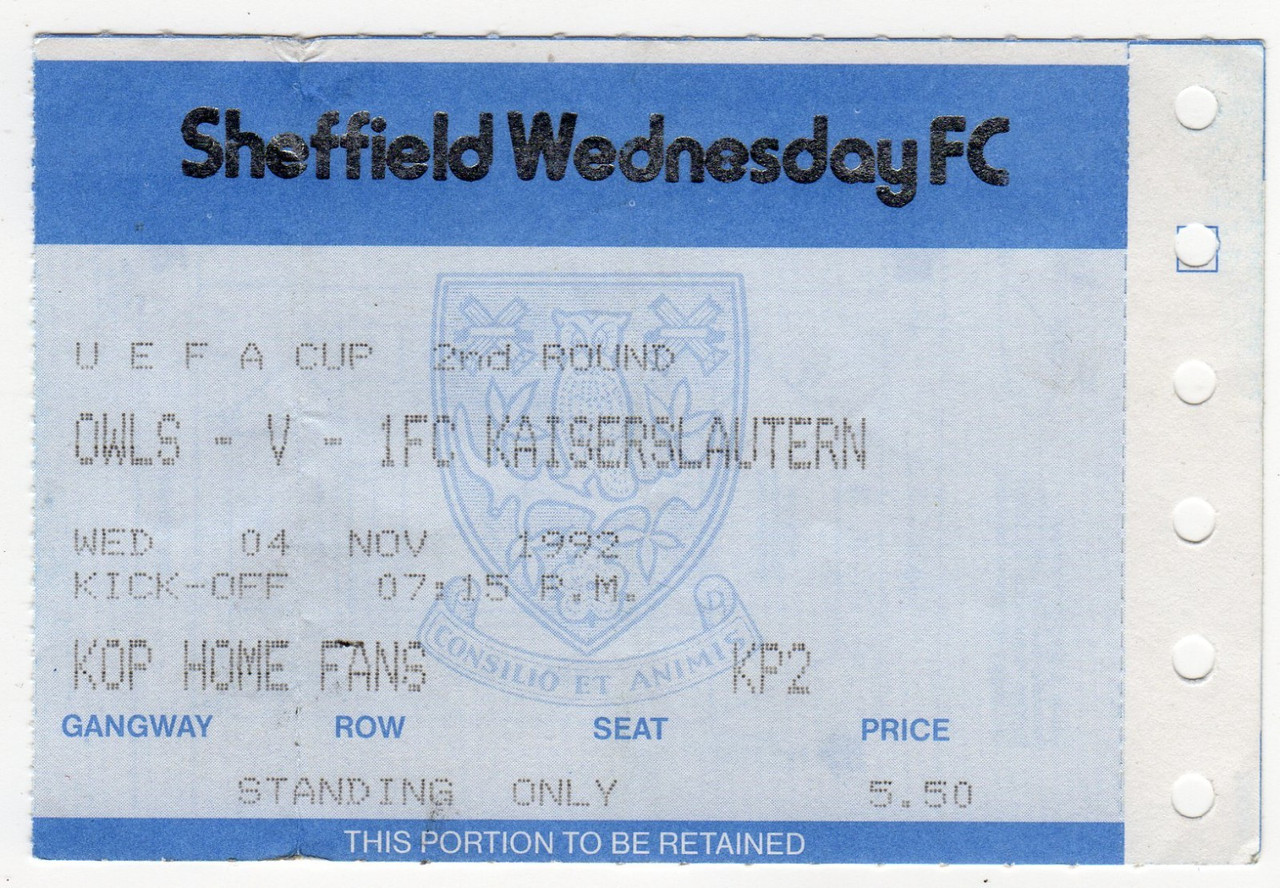 Sheffield Wednesday FC
U E F A CUP 2nd ROUND
OWLS - V - 1FC KAISERSLAUTERN
WED 04 NOV 1992
KICK-OFF 07:15 P.M.
KOP HOME FANS KP2
CONSILIO ET ANIMIS
GANGWAY ROW SEAT PRICE
STANDING ONLY 5.50
THIS PORTION TO BE RETAINED